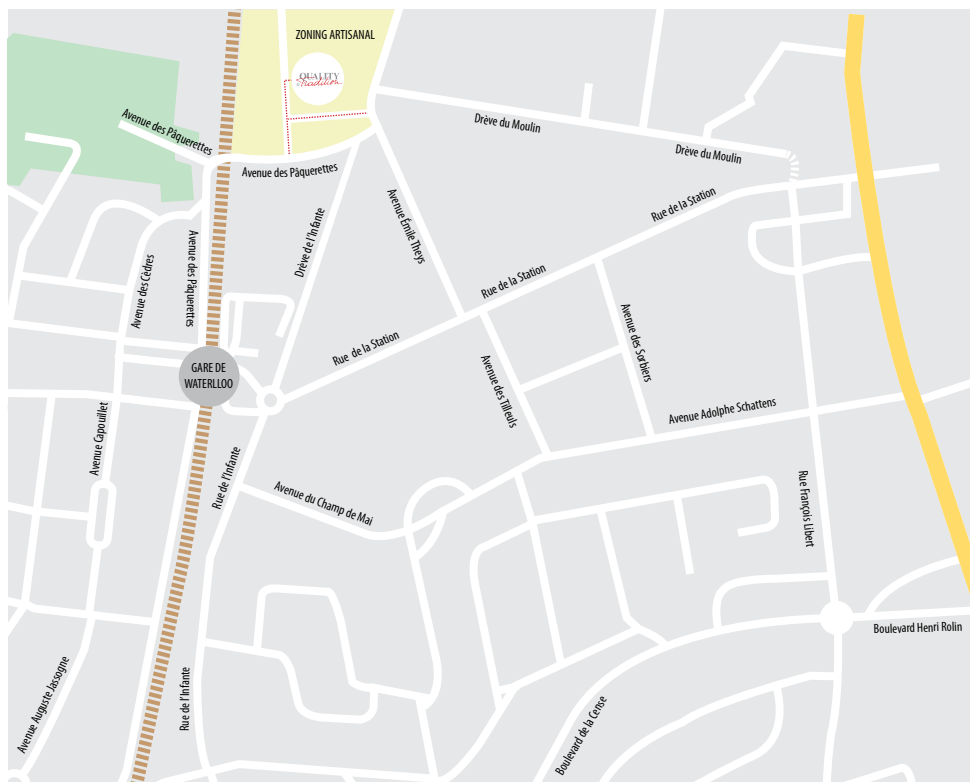 ZONING ARTISANAL
QUALITY
& Tradition
Avenue des Pâquerettes
Avenue des Pâquerettes
Drève du Moulin
Drève du Moulin
Rue de la Station
Avenue Émile Theys
Drève de l'Infante
Avenue des Pâquerettes
Avenue des Cèdres
Rue de la Station
Rue de la Station
Avenue des Sorbiers
GARE DE
WATERLLOO
Avenue des Tilleuls
Avenue Adolphe Schattens
Avenue Capouillet
Rue de l'Infante
Avenue du Champ de Mai
Rue François Libert
Boulevard Henri Rolin
Avenue Auguste Jassogne
Rue de l'Infante
Boulevard de la Cense